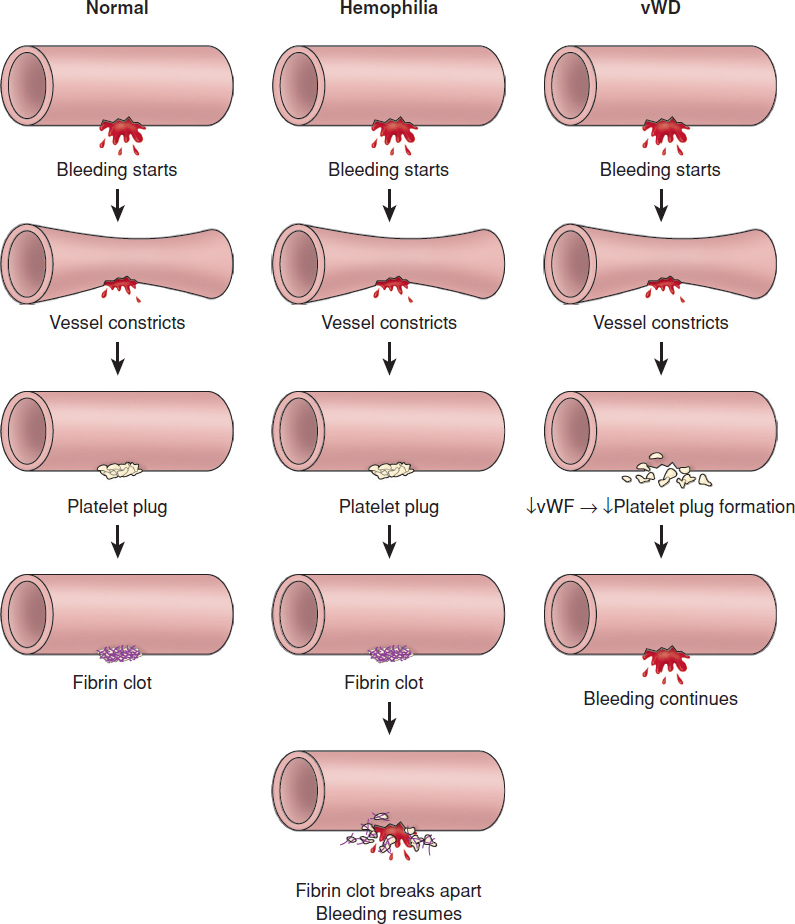 Normal
Hemophilia
vWD
Bleeding starts
Bleeding starts
Bleeding starts
Vessel constricts
Vessel constricts
Vessel constricts
Platelet plug
Platelet plug
↓vWF → ↓Platelet plug formation
Fibrin clot
Fibrin clot
Bleeding continues
Fibrin clot breaks apart
Bleeding resumes